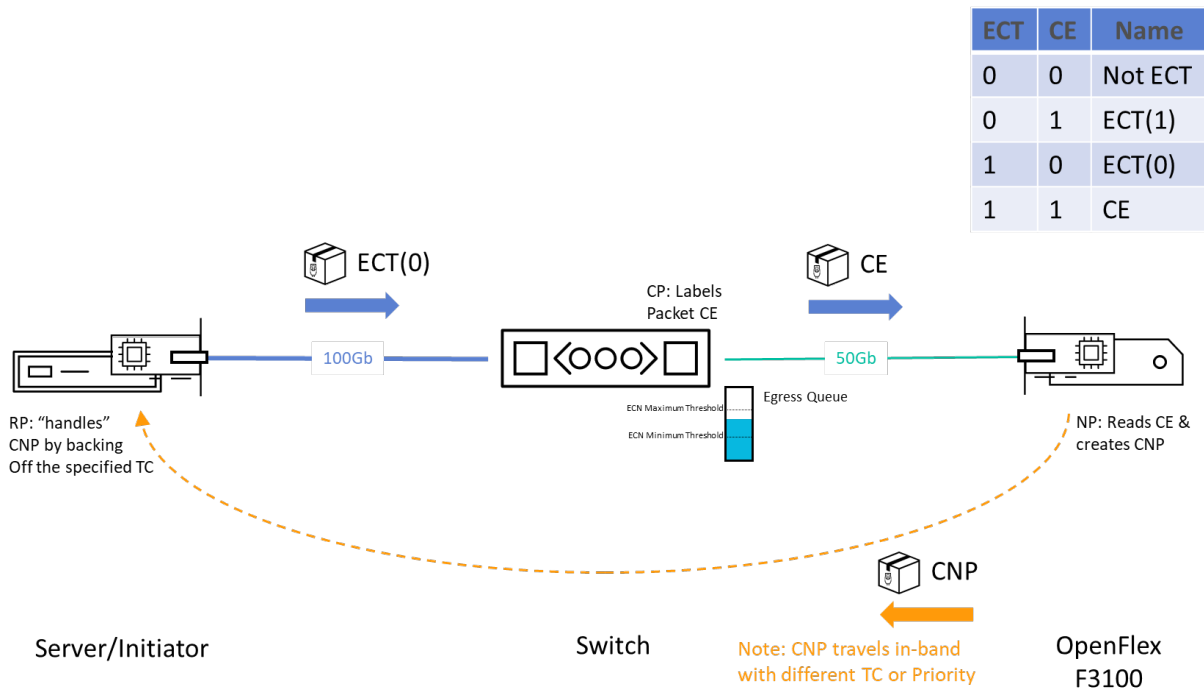 ECT CE Name
0 0 Not ECT
0 1 ECT(1)
1 0 ECT(0)
1 1 CE
ECT(0)
CE
CP: Labels
Packet CE
100Gb
50Gb
Egress Queue
ECN Maximum Threshold
ECN Minimum Threshold
RP: “handles”
CNP by backing
Off the specified TC
NP: Reads CE &
creates CNP
CNP
Server/Initiator
Switch
Note: CNP travels in-band
with different TC or Priority
OpenFlex
F3100